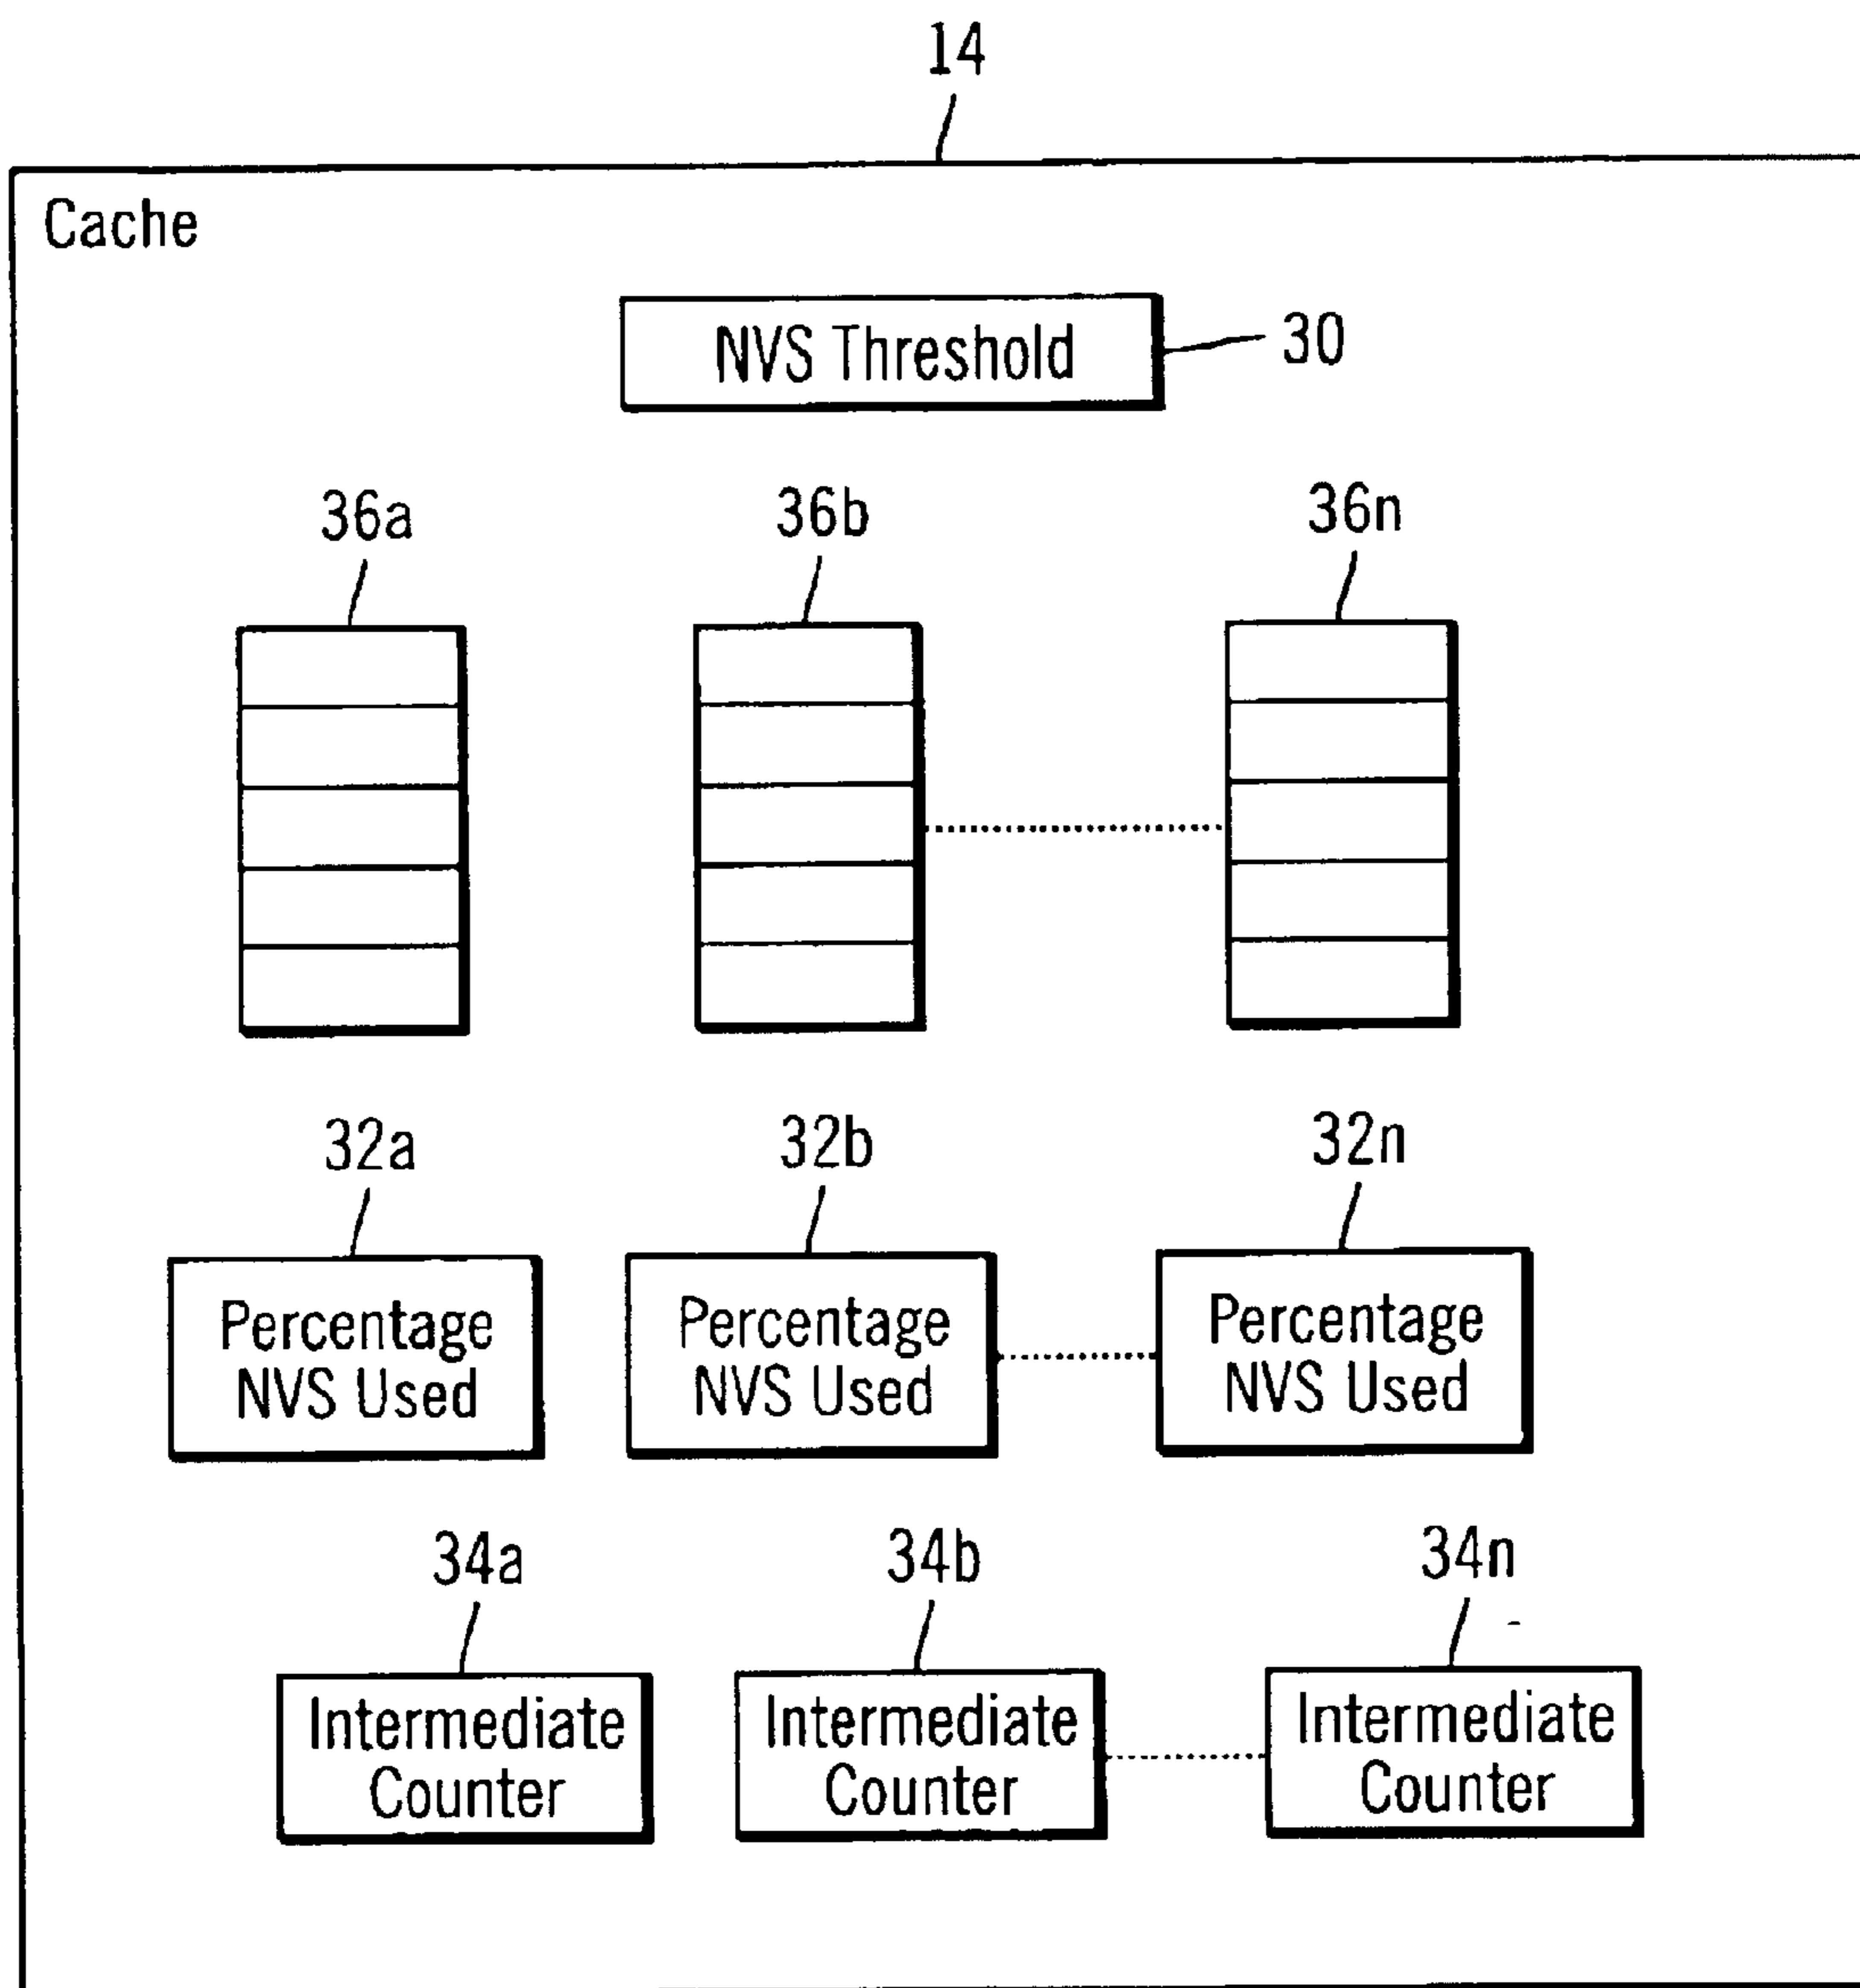 14
Cache
NVS Threshold
30
36a
36b
36n
32a
32b
32n
Percentage
NVS Used
Percentage
NVS Used
Percentage
NVS Used
34a
34b
34n
Intermediate
Counter
Intermediate
Counter
Intermediate
Counter